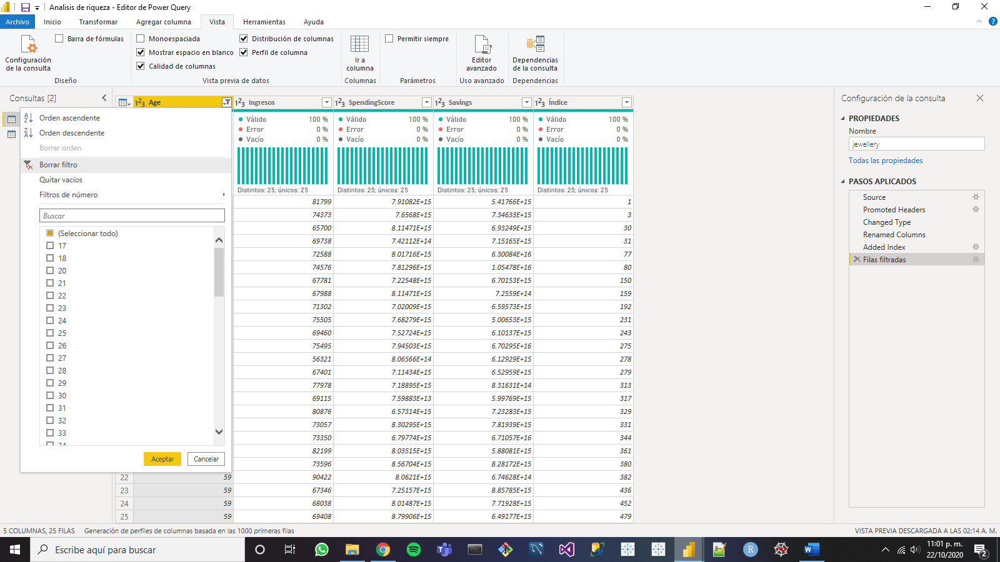 Analisis de riqueza - Editor de Power Query
Archivo Inicio Transformar Agregar columna Vista Herramientas Ayuda
Configuración de la consulta
Barra de fórmulas
Diseño
Monoespaciada
Mostrar espacio en blanco
Calidad de columnas
Distribución de columnas
Perfil de columna
Vista previa de datos
Ir a columna
Columnas
Permitir siempre
Parámetros
Editor avanzado
Uso avanzado
Dependencias de la consulta
Dependencias
Consultas [2]
Orden ascendente
Orden descendente
Borrar orden
Borrar filtro
Quitar vacíos
Filtros de número
Buscar
(Seleccionar todo)
17
18
20
21
22
23
24
25
26
27
28
29
30
31
32
33
34
Aceptar Cancelar
1²3 Age 1²3 Ingresos 1²3 SpendingScore 1²3 Savings 1²3 Índice
Válido 100 % Válido 100 % Válido 100 % Válido 100 %
Error 0 % Error 0 % Error 0 % Error 0 %
Vacío 0 % Vacío 0 % Vacío 0 % Vacío 0 %
Distintos: 25; únicos: 25 Distintos: 25; únicos: 25 Distintos: 25; únicos: 25 Distintos: 25; únicos: 25
81799 7.91082E+15 5.41766E+15 1
74373 7.6568E+15 7.34633E+15 3
65700 8.11471E+15 6.93249E+15 30
69738 7.42112E+14 7.15165E+15 31
72588 8.01716E+15 6.30084E+16 77
74576 7.81296E+15 1.05478E+16 80
67781 7.22548E+15 6.70153E+15 150
67988 8.11471E+15 7.2559E+14 159
71302 7.02009E+15 6.59573E+15 192
75505 7.68279E+15 5.00653E+15 231
69460 7.52724E+15 6.10137E+15 243
75495 7.94503E+15 6.70295E+16 275
56321 8.06566E+14 6.12929E+15 278
67401 7.11434E+15 6.52959E+15 279
77978 7.18895E+15 8.31631E+14 313
69115 7.59883E+13 5.99769E+15 317
80876 6.57314E+15 7.23283E+15 329
73057 8.30295E+15 7.81939E+15 331
73350 6.79774E+15 6.71057E+16 344
82199 8.03515E+15 5.88081E+15 361
73596 8.56704E+15 8.28172E+15 380
22 59 90422 8.0621E+15 6.74628E+14 382
23 59 67346 7.25157E+15 8.85785E+15 436
24 59 68038 8.01487E+15 7.71928E+15 452
25 59 69408 8.79906E+15 6.49177E+15 479
Configuración de la consulta
PROPIEDADES
Nombre
jewellery
Todas las propiedades
PASOS APLICADOS
Source
Promoted Headers
Changed Type
Renamed Columns
Added Index
Filas filtradas
5 COLUMNAS, 25 FILAS Generación de perfiles de columnas basada en las 1000 primeras filas VISTA PREVIA DESCARGADA A LAS 02:14 A. M.
Escribe aquí para buscar
11:01 p. m.
22/10/2020
2